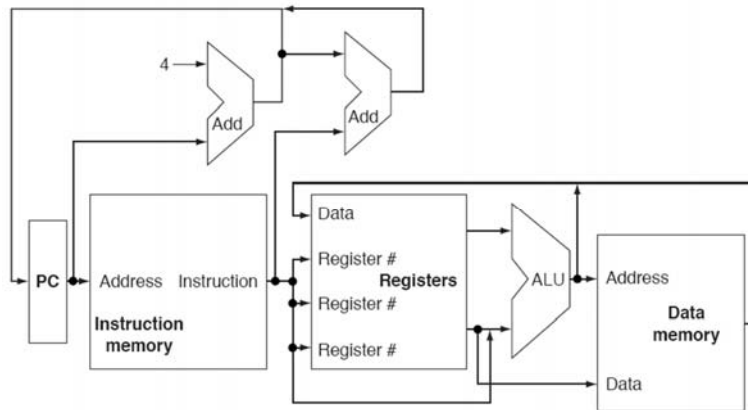 4
Add
Add
Data
PC
Address Instruction
Register #
Registers
ALU
Address
Instruction
memory
Register #
Data
memory
Register #
Data